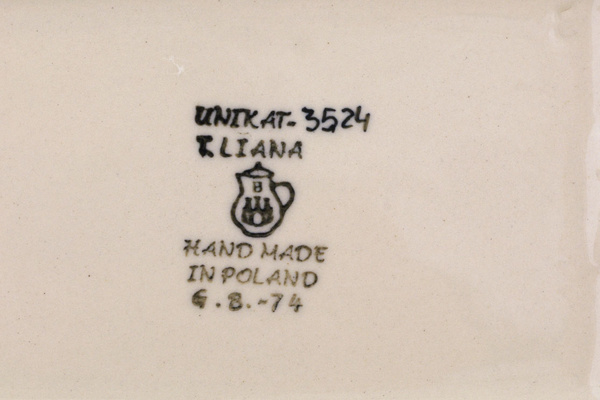 UNIKAT-3524
T.LIANA
B
HAND MADE
IN POLAND
G.B.-74